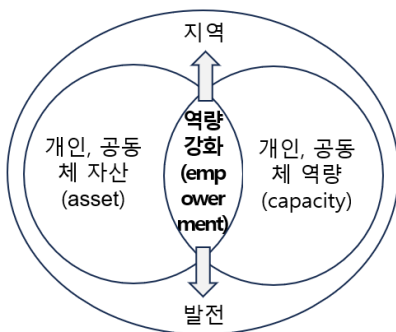 지역
개인, 공동
체 자산
(asset)
역량
강화
(emp
ower
ment)
개인, 공동
체 역량
(capacity)
발전